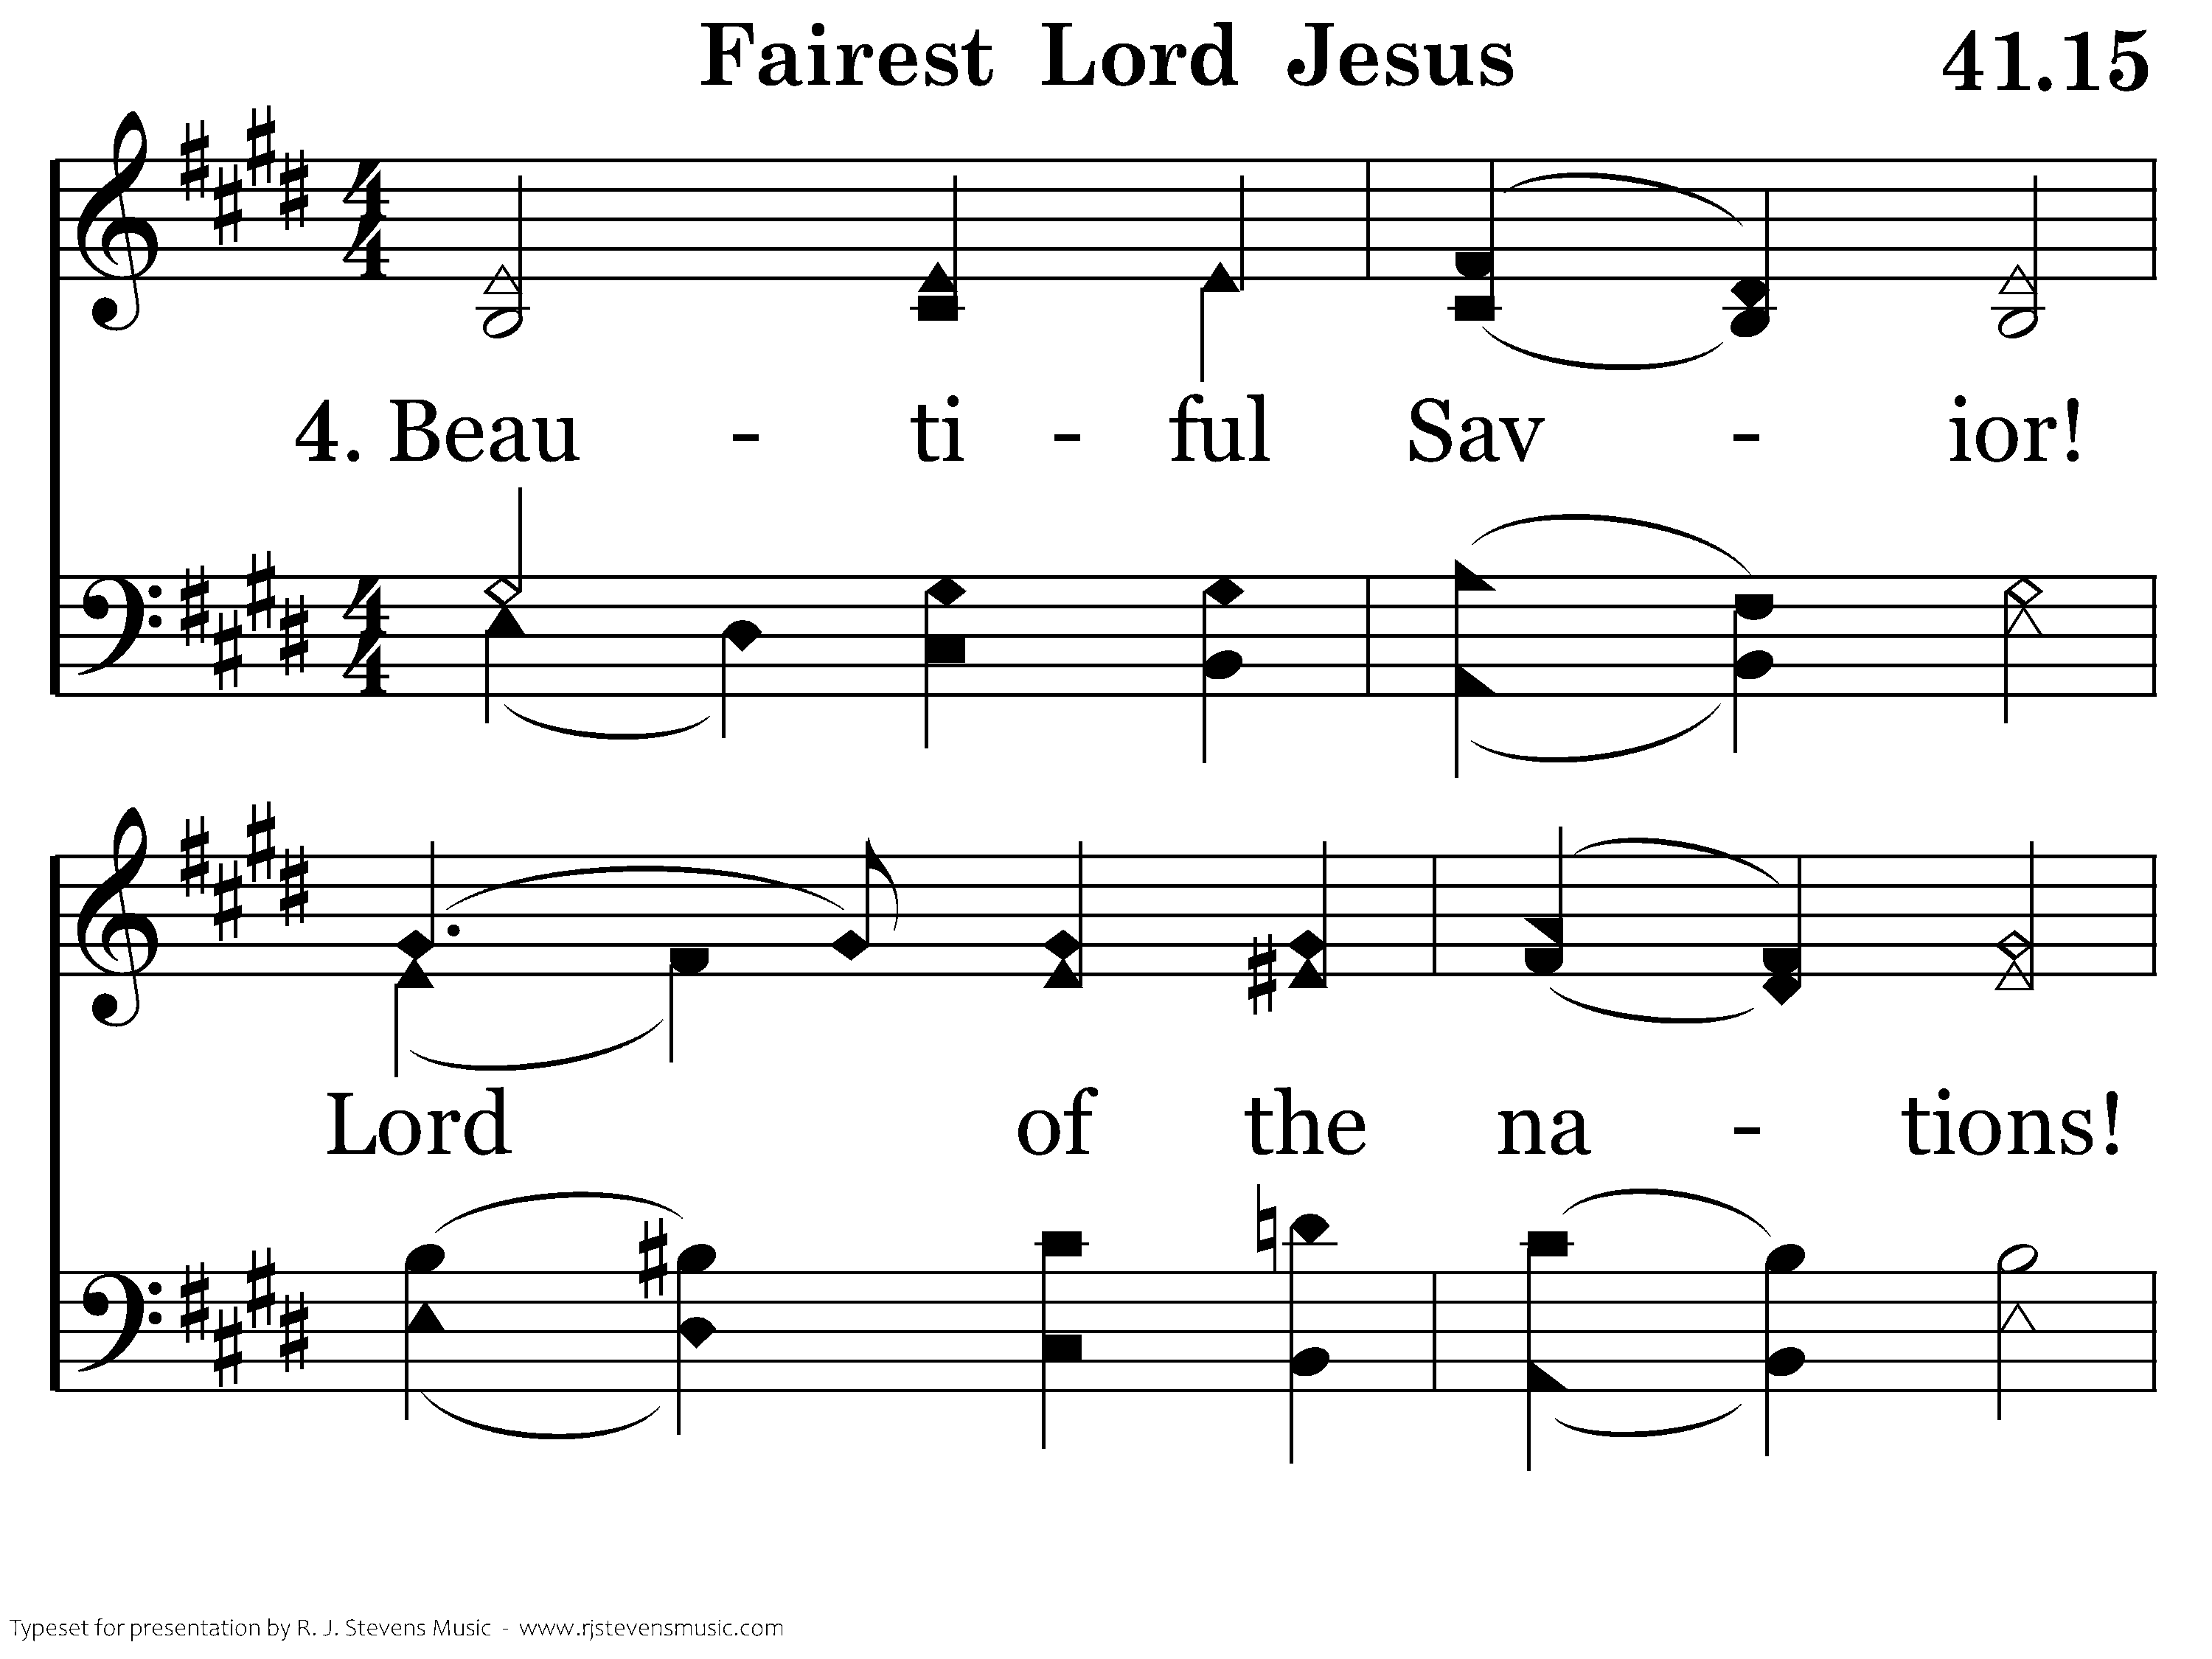 Fairest Lord Jesus 41.15
4. Beau - ti - ful Sav - ior!
Lord of the na - tions!
Typeset for presentation by R. J. Stevens Music - www.rjstevensmusic.com